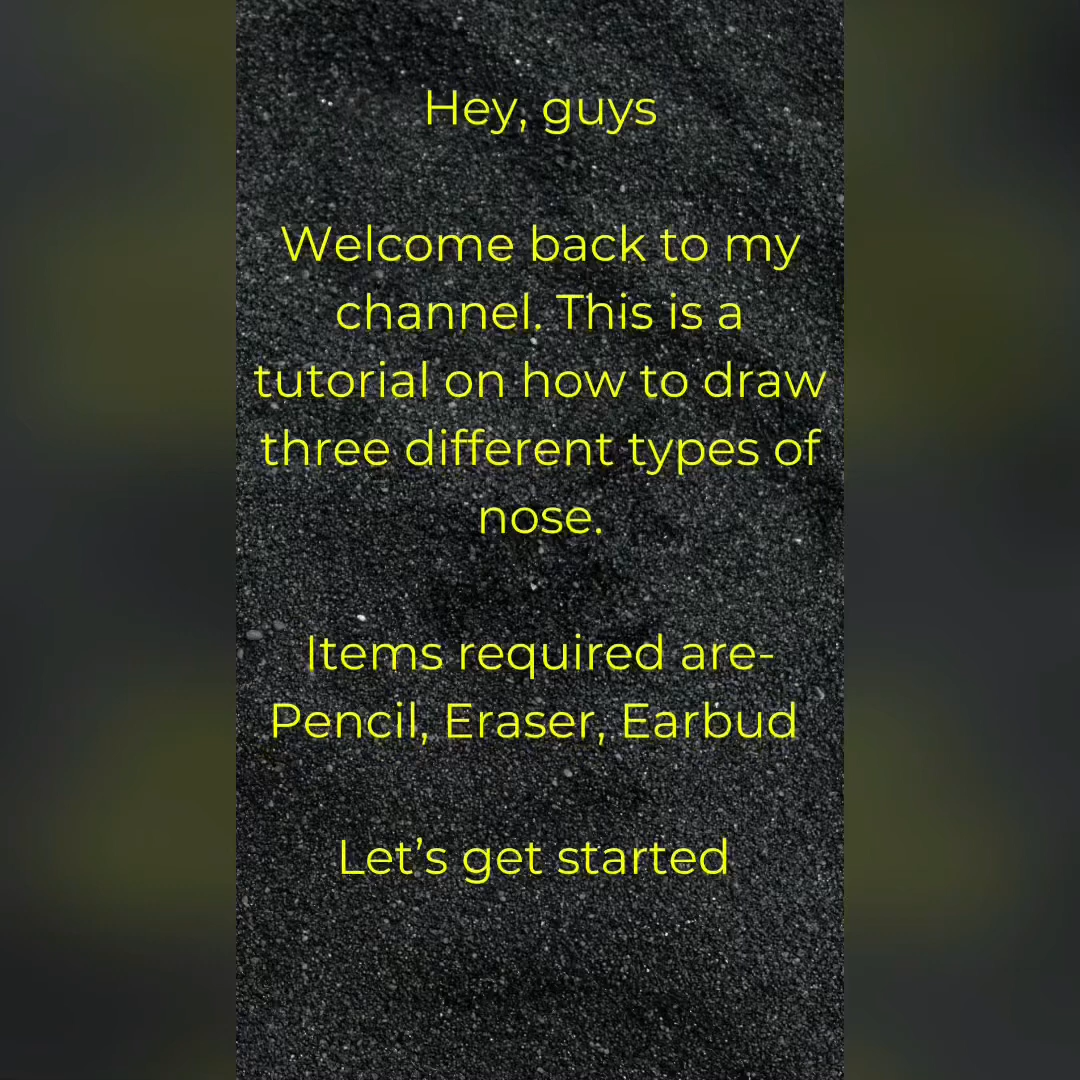 Hey, guys
Welcome back to my
channel. This is a
tutorial on how to draw
three different types of
nose.
Items required are-
Pencil, Eraser, Earbud
Let’s get started